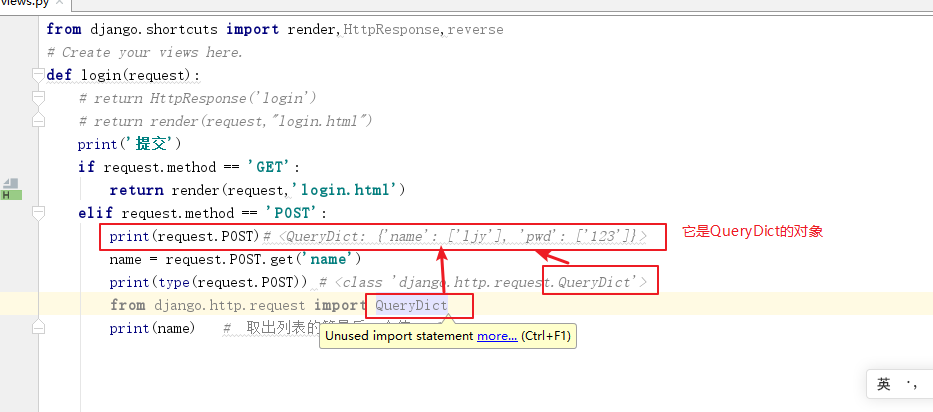 views.py ×
from django.shortcuts import render,HttpResponse,reverse
# Create your views here.
def login(request):
# return HttpResponse('login')
# return render(request,"login.html")
print('提交')
if request.method == 'GET':
return render(request,'login.html')
elif request.method == 'POST':
print(request.POST)# <QueryDict: {'name': ['ljy'], 'pwd': ['123']}>
它是QueryDict的对象
name = request.POST.get('name')
print(type(request.POST)) # <class 'django.http.request.QueryDict'>
from django.http.request import QueryDict
print(name) # 取出列表的
Unused import statement more... (Ctrl+F1)
H
英 ·,